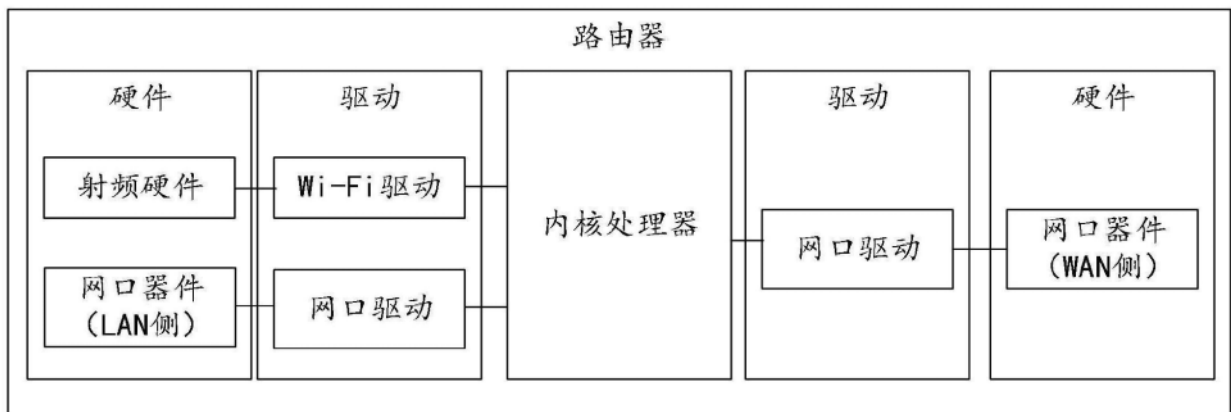 路由器
硬件
驱动
驱动
硬件
射频硬件
Wi-Fi驱动
内核处理器
网口驱动
网口器件
(WAN侧)
网口器件
(LAN侧)
网口驱动